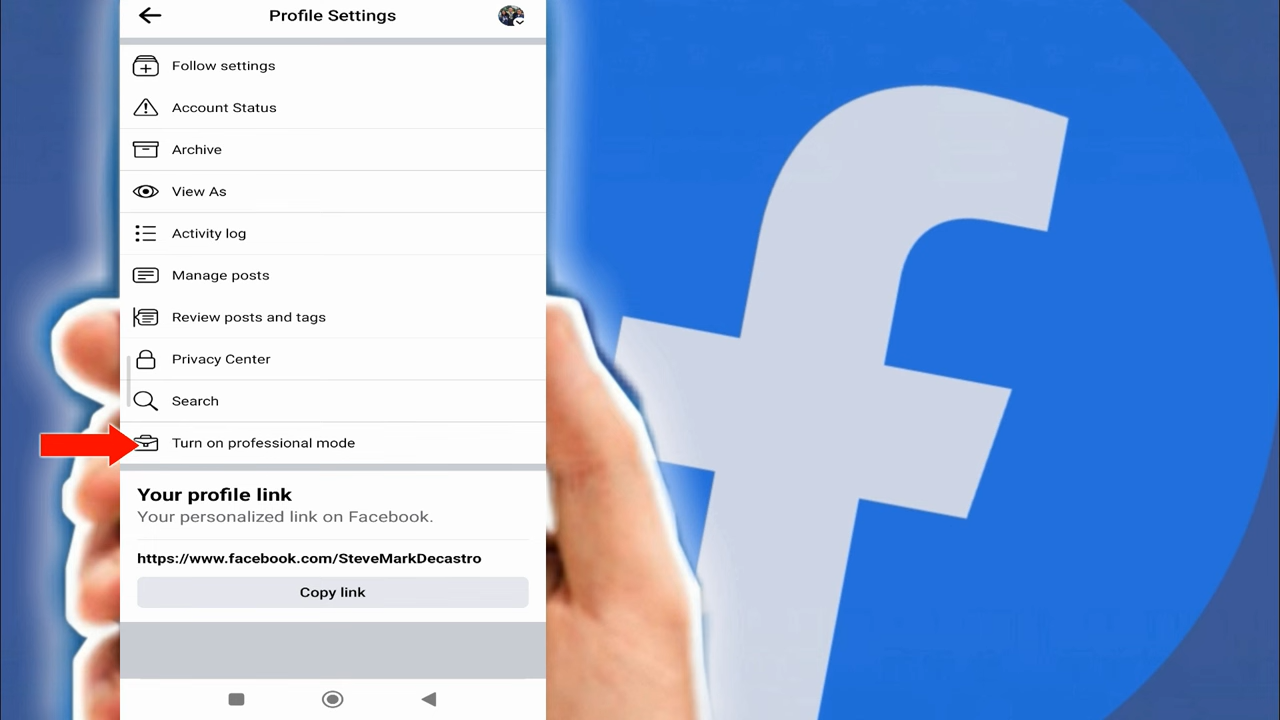 Profile Settings
Follow settings
Account Status
Archive
View As
Activity log
Manage posts
Review posts and tags
Privacy Center
Search
Turn on professional mode
Your profile link
Your personalized link on Facebook.
https://www.facebook.com/SteveMarkDecastro
Copy link
f